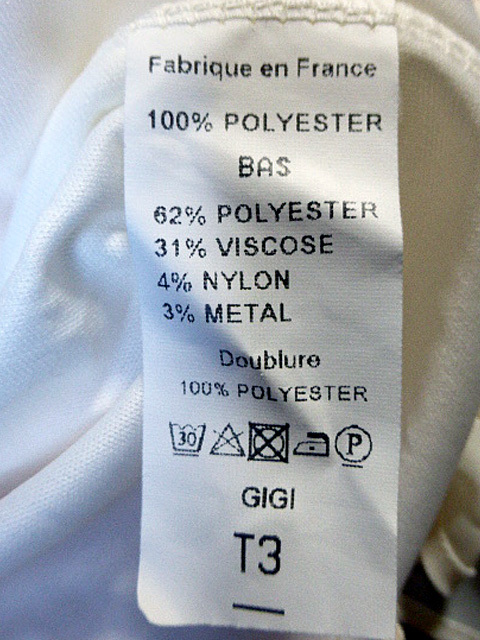 Fabrique en France
100% POLYESTER
BAS
62% POLYESTER
31% VISCOSE
4% NYLON
3% METAL
Doublure
100% POLYESTER
30 P
GIGI
T3